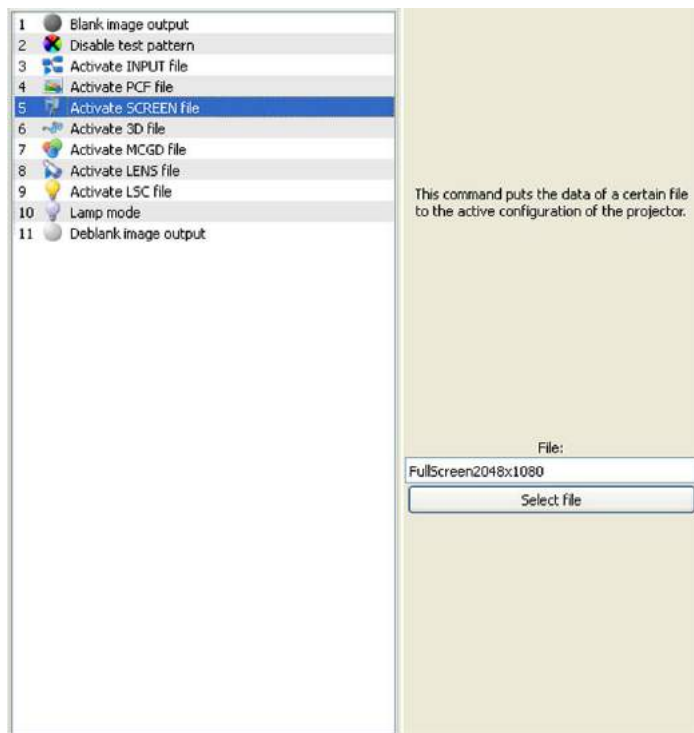 1 Blank image output
2 Disable test pattern
3 Activate INPUT file
4 Activate PCF file
5 Activate SCREEN file
6 Activate 3D file
7 Activate MCGD file
8 Activate LENS file
9 Activate LSC file
10 Lamp mode
11 Deblank image output
This command puts the data of a certain file
to the active configuration of the projector.
File:
FullScreen2048x1080
Select file